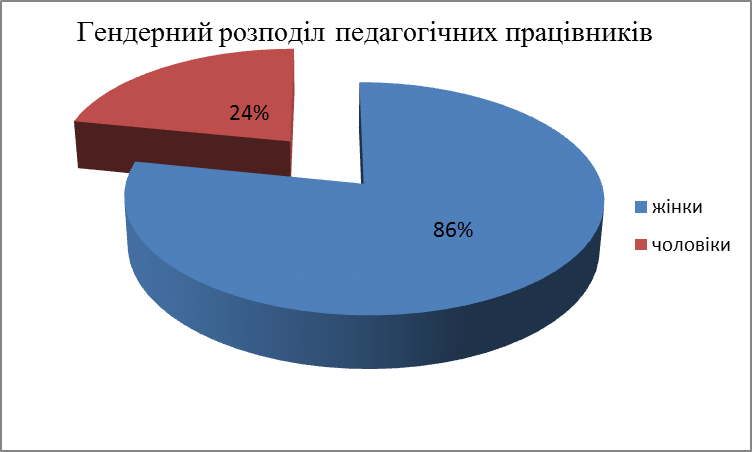 Гендерний розподіл педагогічних працівників
24%
86%
жінки
чоловіки